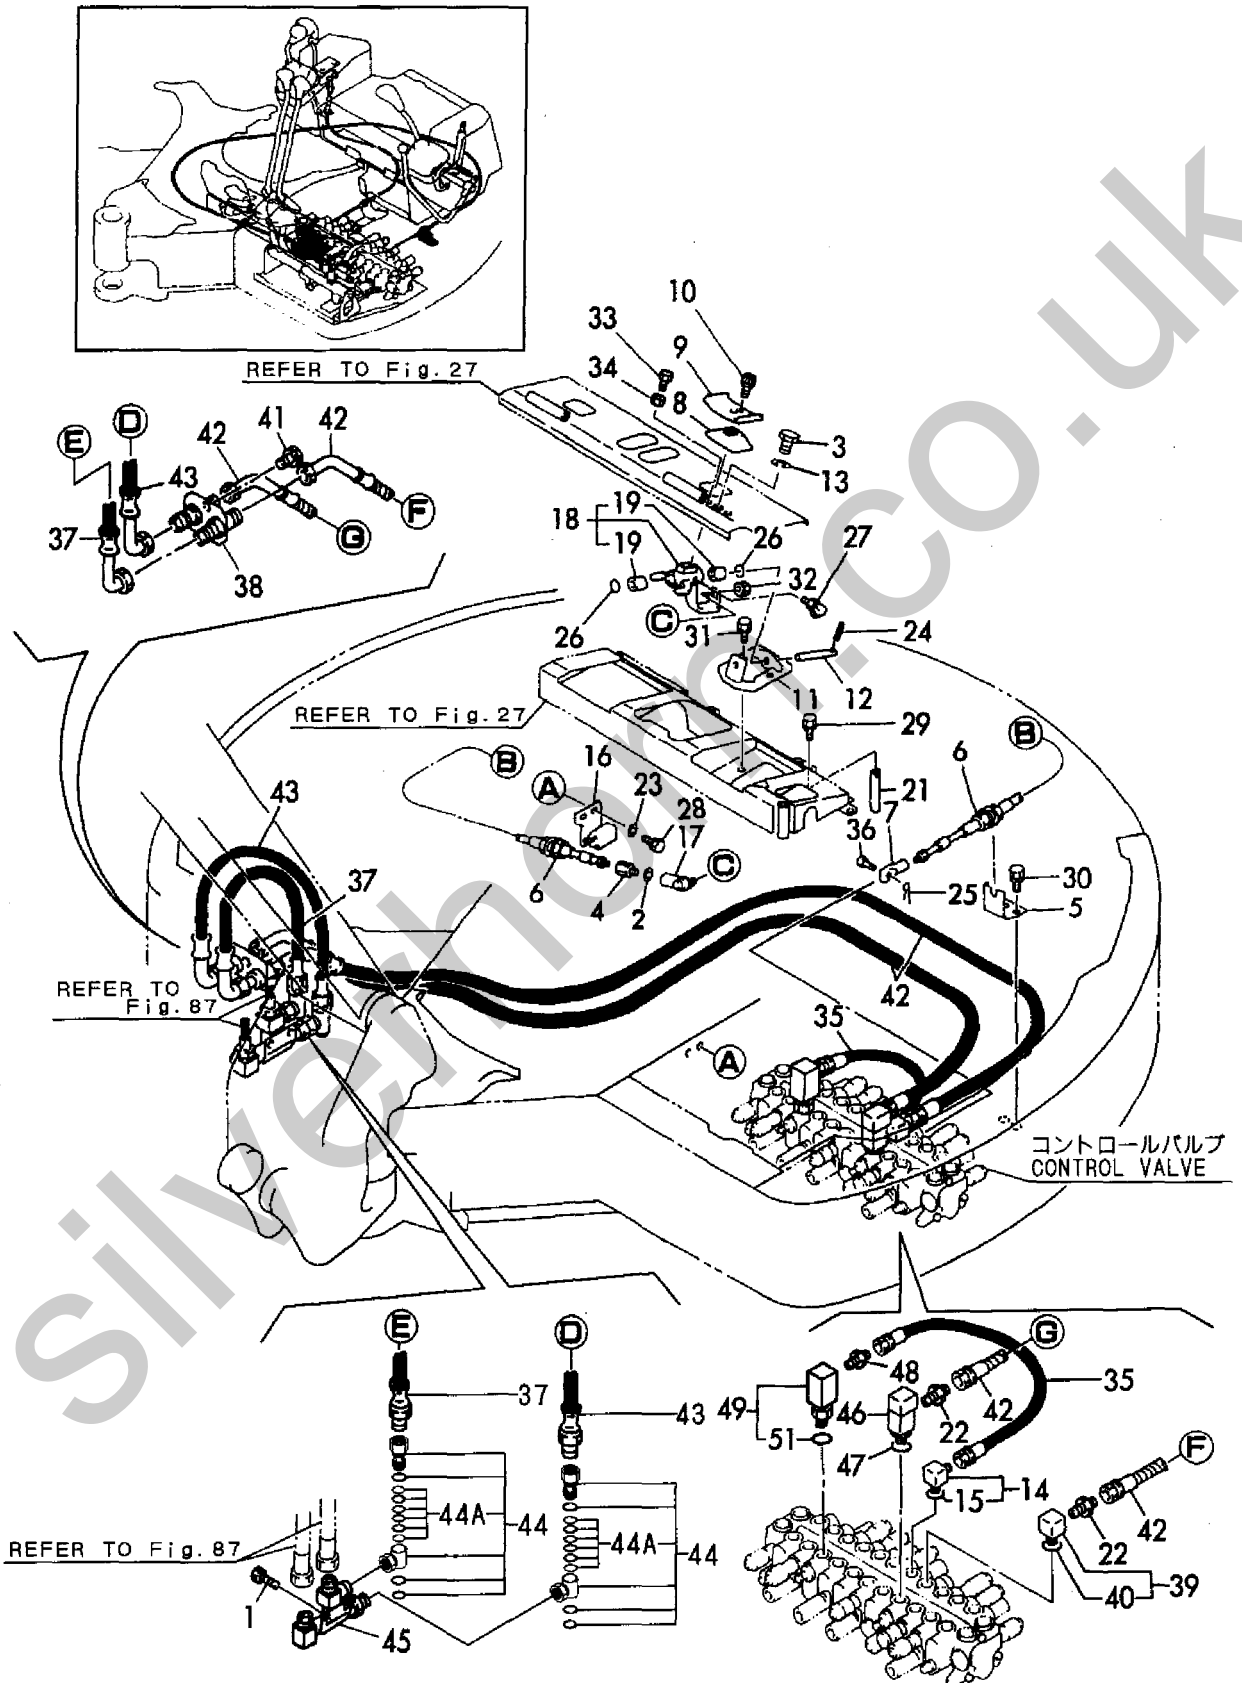 10
33
9
34
8
REFER TO Fig. 27
3
13
D
E
41
42
42
43
F
G
37
38
19
18
19
26
27
32
26
C
31
24
11
12
REFER TO Fig. 27
29
B
16
A
23
28
17
C
6
4
2
B
6
21
7
36
25
30
5
43
37
REFER TO
Fig. 87
42
35
A
コントロールバルブ
CONTROL VALVE
E
D
37
43
44A
44
44A
44
REFER TO Fig. 87
1
45
G
48
35
49
46
42
22
51
47
F
14
15
42
22
39
40
silverhorn.co.uk